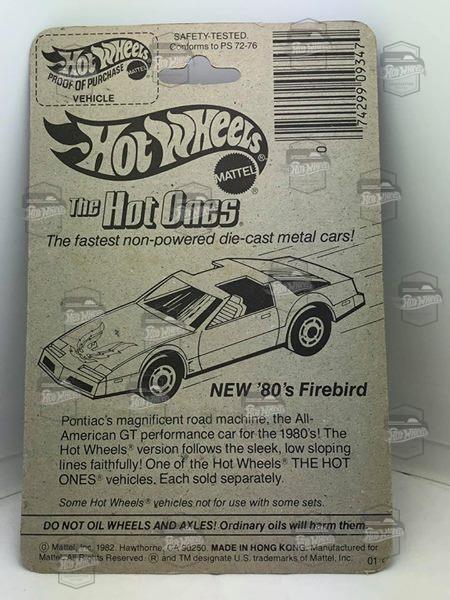 Hot Wheels
PROOF OF PURCHASE
MATTEL
VEHICLE
SAFETY-TESTED.
Conforms to PS 72-76
74299 09347
0
Hot Wheels®
MATTEL
The Hot Ones®
The fastest non-powered die-cast metal cars!
NEW '80's Firebird
Pontiac's magnificent road machine, the All-
American GT performance car for the 1980's! The
Hot Wheels® version follows the sleek, low sloping
lines faithfully! One of the Hot Wheels® THE HOT
ONES® vehicles. Each sold separately.
Some Hot Wheels® vehicles not for use with some sets.
DO NOT OIL WHEELS AND AXLES! Ordinary oils will harm them.
© Mattel, Inc. 1982. Hawthorne, CA 90250. MADE IN HONG KONG. Manufactured for
Mattel. All Rights Reserved. ® and TM designate U.S. trademarks of Mattel, Inc.
01